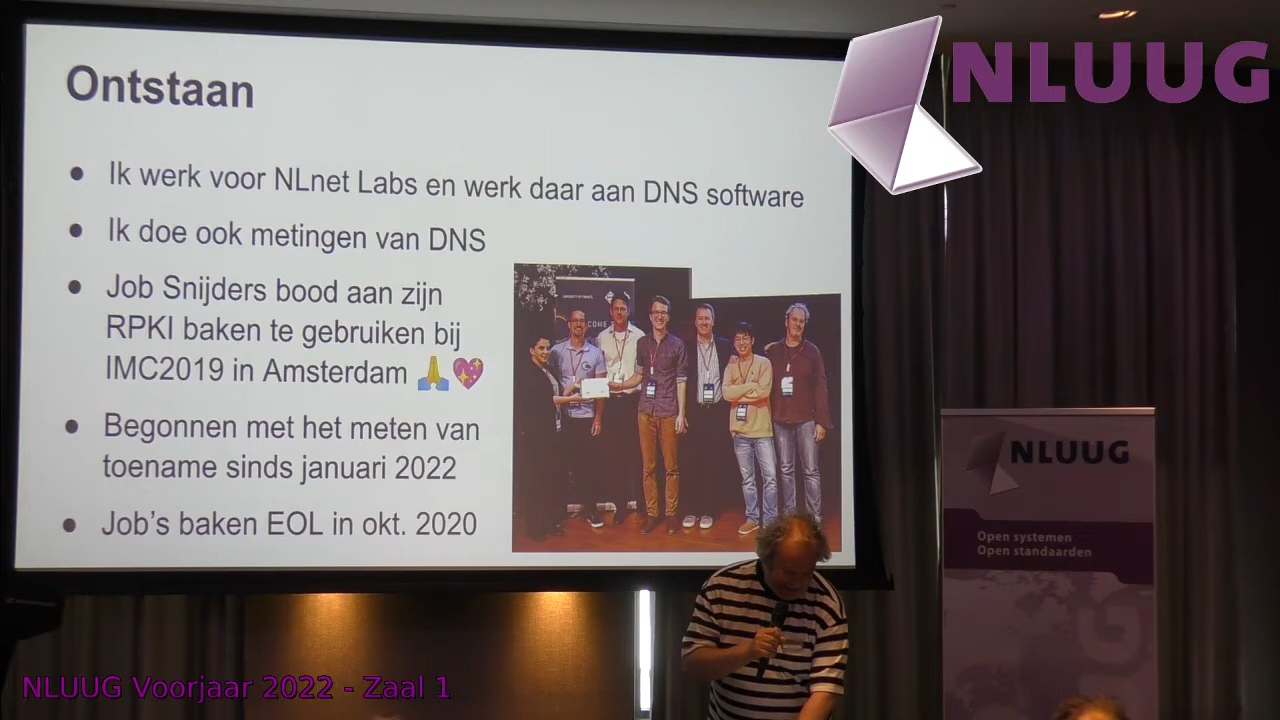 Ontstaan
NLUUG
● Ik werk voor NLnet Labs en werk daar aan DNS software
● Ik doe ook metingen van DNS
● Job Snijders bood aan zijn
RPKI baken te gebruiken bij
IMC2019 in Amsterdam 🙏💖
● Begonnen met het meten van
toename sinds januari 2022
● Job's baken EOL in okt. 2020
NLUUG
Open systemen
Open standaarden
NLUUG Voorjaar 2022 - Zaal 1